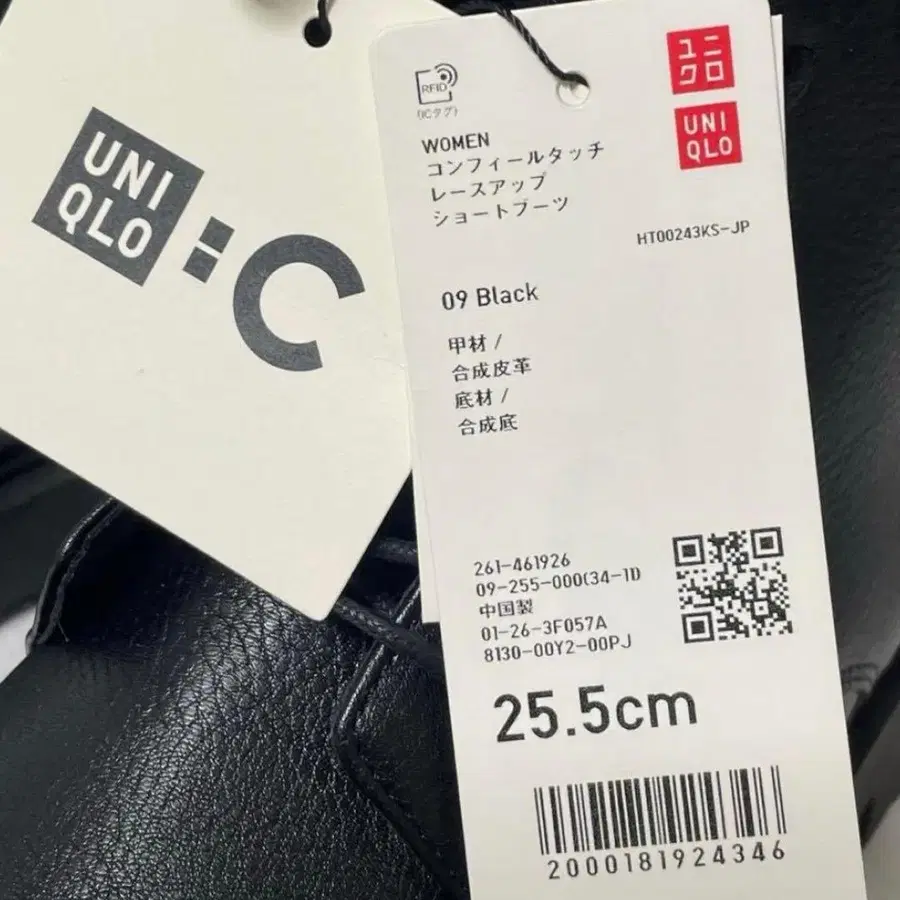 UNI
QLO
:C
RFID
(ICタグ)
ユニ
クロ
UNI
QLO
WOMEN
コンフィールタッチ
レースアップ
ショートブーツ
HT00243KS-JP
09 Black
甲材 /
合成皮革
底材 /
合成底
261-461926
09-255-000(34-11)
中国製
01-26-3F057A
8130-00Y2-00PJ
25.5cm
2000181924346